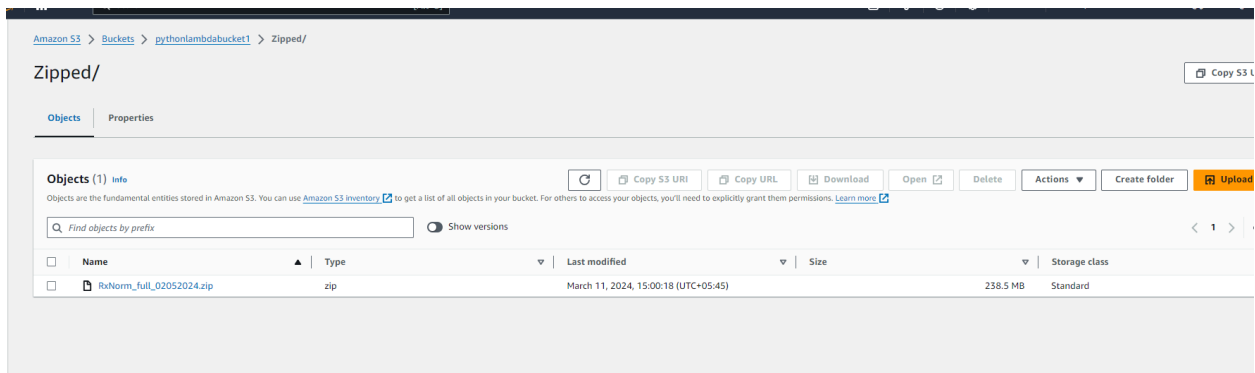 Amazon S3 > Buckets > pythonlambdabucket1 > Zipped/
Zipped/
Copy S3 U
Objects Properties
Objects (1) Info
Copy S3 URI Copy URL Download Open Delete Actions Create folder Upload
Objects are the fundamental entities stored in Amazon S3. You can use Amazon S3 inventory to get a list of all objects in your bucket. For others to access your objects, you'll need to explicitly grant them permissions. Learn more
Find objects by prefix Show versions 1
Name Type Last modified Size Storage class
RxNorm_full_02052024.zip zip March 11, 2024, 15:00:18 (UTC+05:45) 238.5 MB Standard